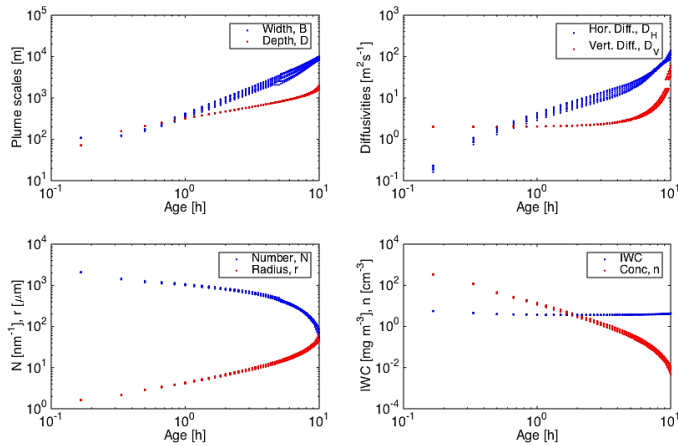 10^5
10^4
10^3
10^2
10^1
Plume scales [m]
Width, B
Depth, D
10^-1
10^0
10^1
Age [h]
10^4
10^2
10^0
10^-2
Diffusivities [m^2 s^-1]
Hor. Diff., D_H
Vert. Diff., D_V
10^-1
10^0
10^1
Age [h]
10^4
10^3
10^2
10^1
10^0
N [nm^-1], r [μm]
Number, N
Radius, r
10^-1
10^0
10^1
Age [h]
10^4
10^2
10^0
10^-2
10^-4
IWC [mg m^-3], n [cm^-3]
IWC
Conc, n
10^-1
10^0
10^1
Age [h]